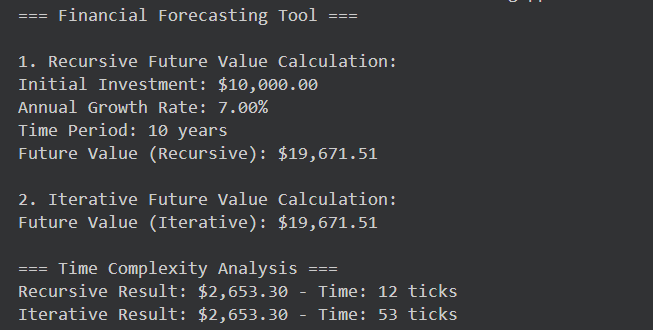 === Financial Forecasting Tool ===
1. Recursive Future Value Calculation:
Initial Investment: $10,000.00
Annual Growth Rate: 7.00%
Time Period: 10 years
Future Value (Recursive): $19,671.51
2. Iterative Future Value Calculation:
Future Value (Iterative): $19,671.51
=== Time Complexity Analysis ===
Recursive Result: $2,653.30 - Time: 12 ticks
Iterative Result: $2,653.30 - Time: 53 ticks